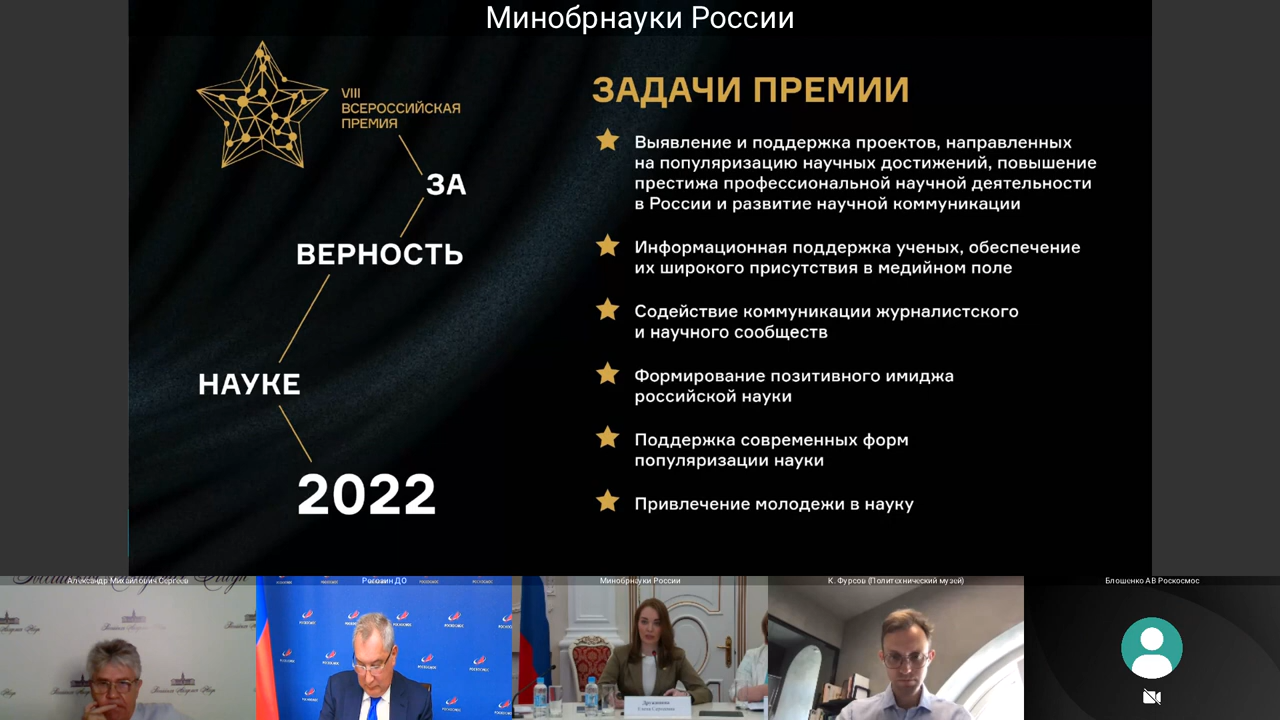 Минобрнауки России
VIII
ВСЕРОССИЙСКАЯ
ПРЕМИЯ
ЗА
ВЕРНОСТЬ
НАУКЕ
2022
ЗАДАЧИ ПРЕМИИ
Выявление и поддержка проектов, направленных
на популяризацию научных достижений, повышение
престижа профессиональной научной деятельности
в России и развитие научной коммуникации
Информационная поддержка ученых, обеспечение
их широкого присутствия в медийном поле
Содействие коммуникации журналистского
и научного сообществ
Формирование позитивного имиджа
российской науки
Поддержка современных форм
популяризации науки
Привлечение молодежи в науку
Александр Михайлович Сергеев
Рогозин ДО
Минобрнауки России
К. Фурсов (Политехнический музей)
Блошенко АВ Роскосмос
РОСКОСМОС